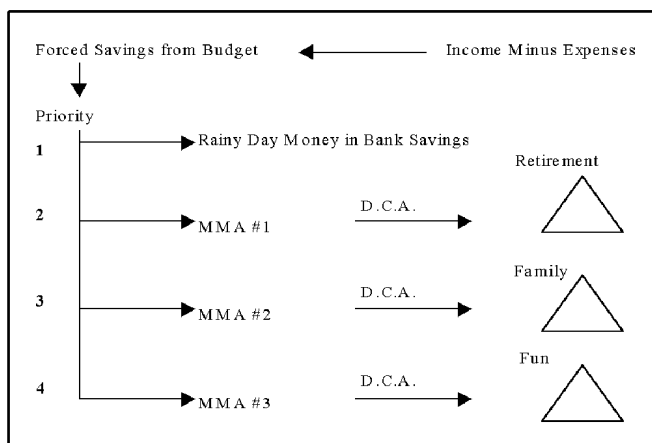 Forced Savings from Budget
Income Minus Expenses
Priority
1
Rainy Day Money in Bank Savings
Retirement
2
MMA #1
D.C.A.
Family
3
MMA #2
D.C.A.
Fun
4
MMA #3
D.C.A.